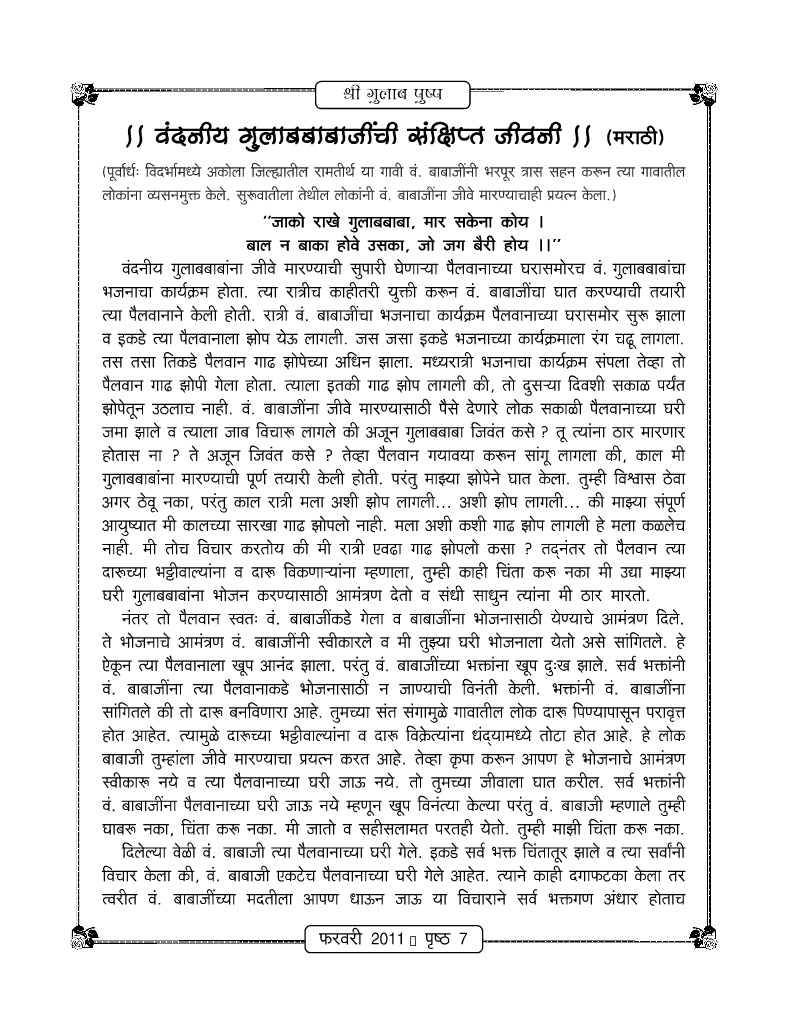 श्री गुलाब पुष्प
।। वंदनीय गुलाबबाबाजींची संक्षिप्त जीवनी ।। (मराठी)
(पूर्वार्धः विदर्भामध्ये अकोला जिल्ह्यातील रामतीर्थ या गावी वं. बाबाजींनी भरपूर त्रास सहन करून त्या गावातील
लोकांना व्यसनमुक्त केले. सुरूवातीला तेथील लोकांनी वं. बाबाजींना जीवे मारण्याचाही प्रयत्न केला.)
“जाको राखे गुलाबबाबा, मार सकेना कोय ।
बाल न बाका होवे उसका, जो जग बैरी होय ।।”
वंदनीय गुलाबबाबांना जीवे मारण्याची सुपारी घेणाऱ्या पैलवानाच्या घरासमोरच वं. गुलाबबाबांचा
भजनाचा कार्यक्रम होता. त्या रात्रीच काहीतरी युक्ती करून वं. बाबाजींचा घात करण्याची तयारी
त्या पैलवानाने केली होती. रात्री वं. बाबाजींचा भजनाचा कार्यक्रम पैलवानाच्या घरासमोर सुरू झाला
व इकडे त्या पैलवानाला झोप येऊ लागली. जस जसा इकडे भजनाच्या कार्यक्रमाला रंग चढू लागला.
तस तसा तिकडे पैलवान गाढ झोपेच्या अधिन झाला. मध्यरात्री भजनाचा कार्यक्रम संपला तेव्हा तो
पैलवान गाढ झोपी गेला होता. त्याला इतकी गाढ झोप लागली की, तो दुसऱ्या दिवशी सकाळ पर्यंत
झोपेतून उठलाच नाही. वं. बाबाजींना जीवे मारण्यासाठी पैसे देणारे लोक सकाळी पैलवानाच्या घरी
जमा झाले व त्याला जाब विचारू लागले की अजून गुलाबबाबा जिवंत कसे ? तू त्यांना ठार मारणार
होतास ना ? ते अजून जिवंत कसे ? तेव्हा पैलवान गयावया करून सांगू लागला की, काल मी
गुलाबबाबांना मारण्याची पूर्ण तयारी केली होती. परंतु माझ्या झोपेने घात केला. तुम्ही विश्वास ठेवा
अगर ठेवू नका, परंतु काल रात्री मला अशी झोप लागली... अशी झोप लागली... की माझ्या संपूर्ण
आयुष्यात मी कालच्या सारखा गाढ झोपलो नाही. मला अशी कशी गाढ झोप लागली हे मला कळलेच
नाही. मी तोच विचार करतोय की मी रात्री एवढा गाढ झोपलो कसा ? तद्नंतर तो पैलवान त्या
दारूच्या भट्टीवाल्यांना व दारू विकणाऱ्यांना म्हणाला, तुम्ही काही चिंता करू नका मी उद्या माझ्या
घरी गुलाबबाबांना भोजन करण्यासाठी आमंत्रण देतो व संधी साधुन त्यांना मी ठार मारतो.
नंतर तो पैलवान स्वतः वं. बाबाजींकडे गेला व बाबाजींना भोजनासाठी येण्याचे आमंत्रण दिले.
ते भोजनाचे आमंत्रण वं. बाबाजींनी स्वीकारले व मी तुझ्या घरी भोजनाला येतो असे सांगितले. हे
ऐकून त्या पैलवानाला खूप आनंद झाला. परंतु वं. बाबाजींच्या भक्तांना खूप दुःख झाले. सर्व भक्तांनी
वं. बाबाजींना त्या पैलवानाकडे भोजनासाठी न जाण्याची विनंती केली. भक्तांनी वं. बाबाजींना
सांगितले की तो दारू बनविणारा आहे. तुमच्या संत संगामुळे गावातील लोक दारू पिण्यापासून परावृत्त
होत आहेत. त्यामुळे दारूच्या भट्टीवाल्यांना व दारू विक्रेत्यांना धंद्यामध्ये तोटा होत आहे. हे लोक
बाबाजी तुम्हांला जीवे मारण्याचा प्रयत्न करत आहे. तेव्हा कृपा करून आपण हे भोजनाचे आमंत्रण
स्वीकारू नये व त्या पैलवानाच्या घरी जाऊ नये. तो तुमच्या जीवाला घात करील. सर्व भक्तांनी
वं. बाबाजींना पैलवानाच्या घरी जाऊ नये म्हणून खूप विनंत्या केल्या परंतु वं. बाबाजी म्हणाले तुम्ही
घाबरू नका, चिंता करू नका. मी जातो व सहीसलामत परतही येतो. तुम्ही माझी चिंता करू नका.
दिलेल्या वेळी वं. बाबाजी त्या पैलवानाच्या घरी गेले. इकडे सर्व भक्त चिंतातूर झाले व त्या सर्वांनी
विचार केला की, वं. बाबाजी एकटेच पैलवानाच्या घरी गेले आहेत. त्याने काही दगाफटका केला तर
त्वरीत वं. बाबाजींच्या मदतीला आपण धाऊन जाऊ या विचाराने सर्व भक्तगण अंधार होताच
फरवरी 2011 ▯ पृष्ठ 7